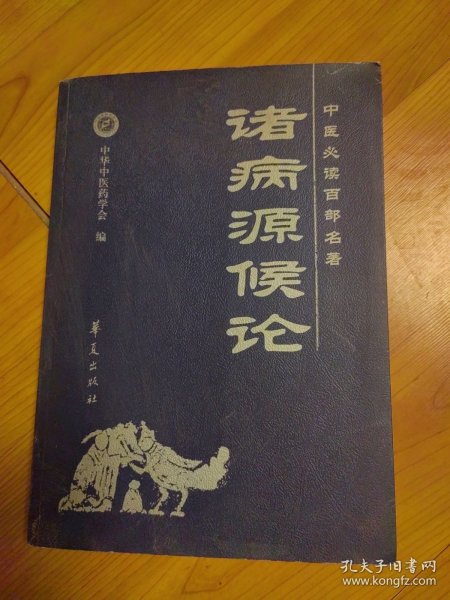 中医必读百部名著
诸病源候论
中华中医药学会 编
華夏出版社
孔夫子旧书网
www.kongfz.com